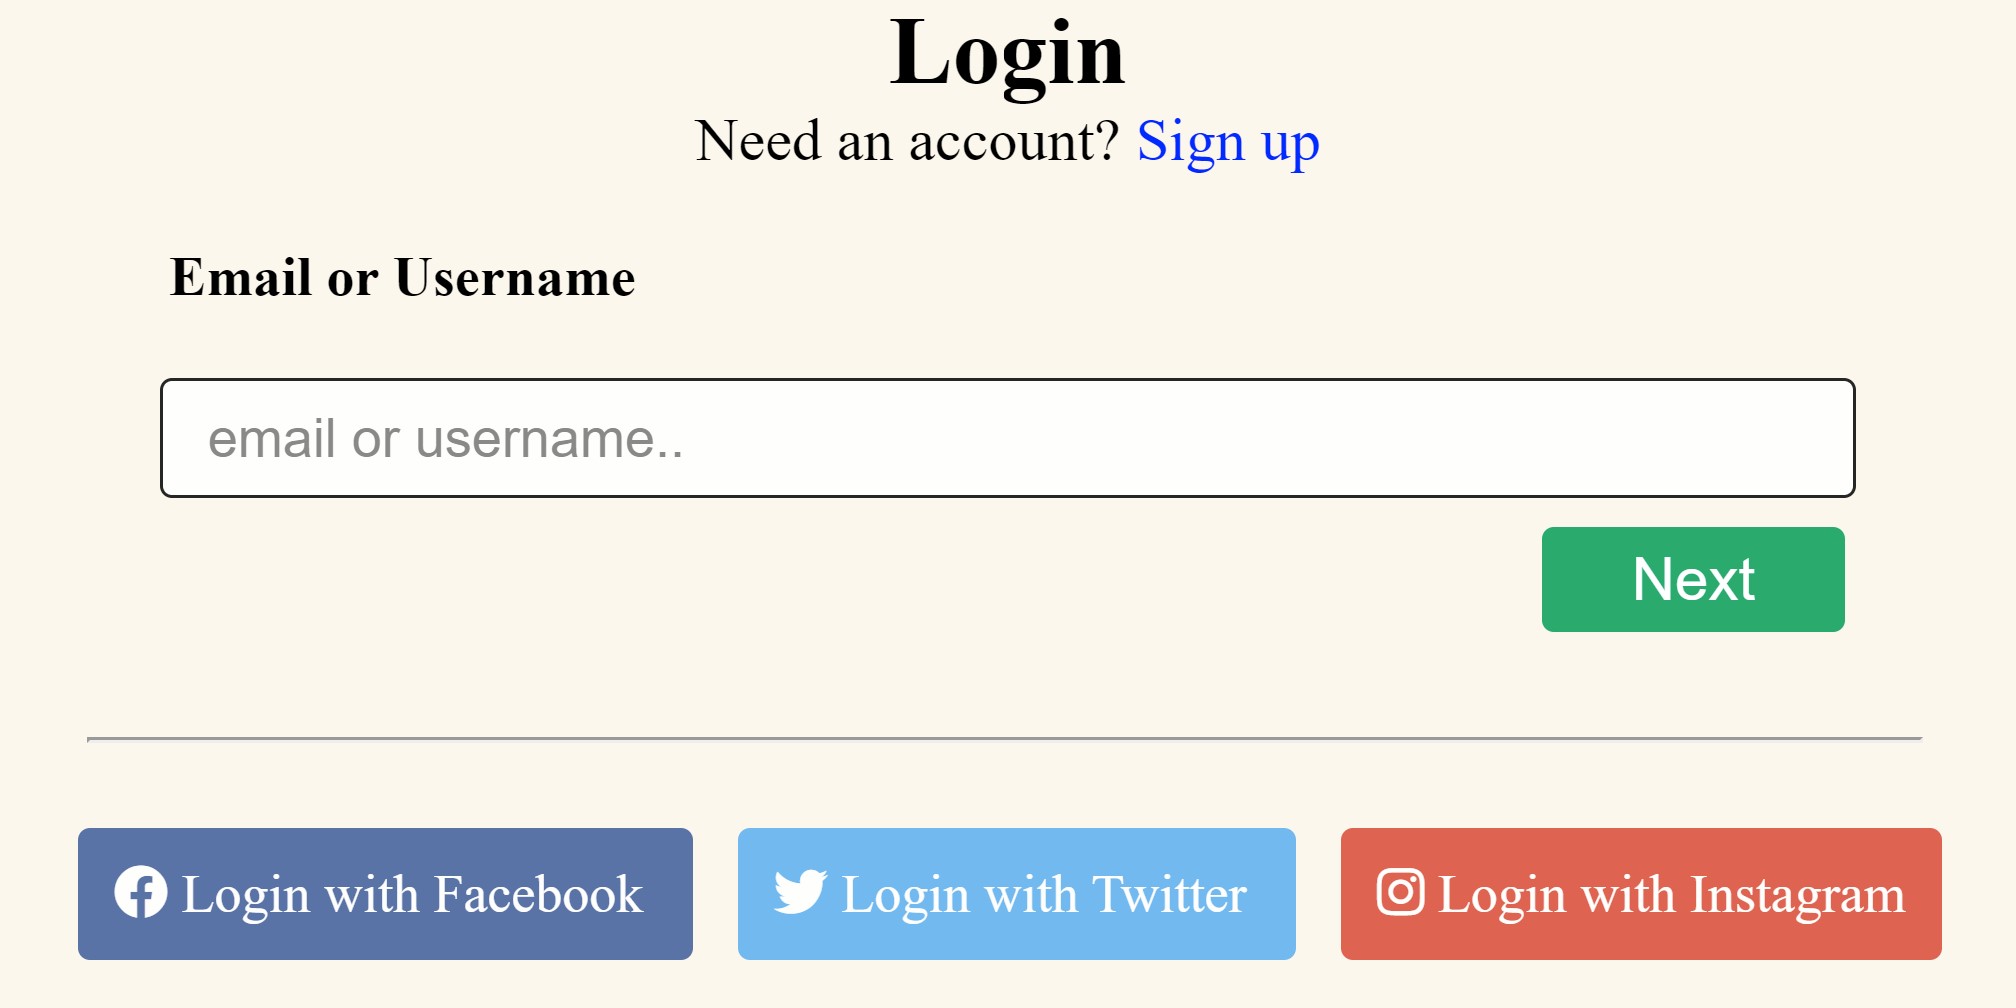 Login
Need an account? Sign up
Email or Username
email or username..
Next
Login with Facebook
Login with Twitter
Login with Instagram